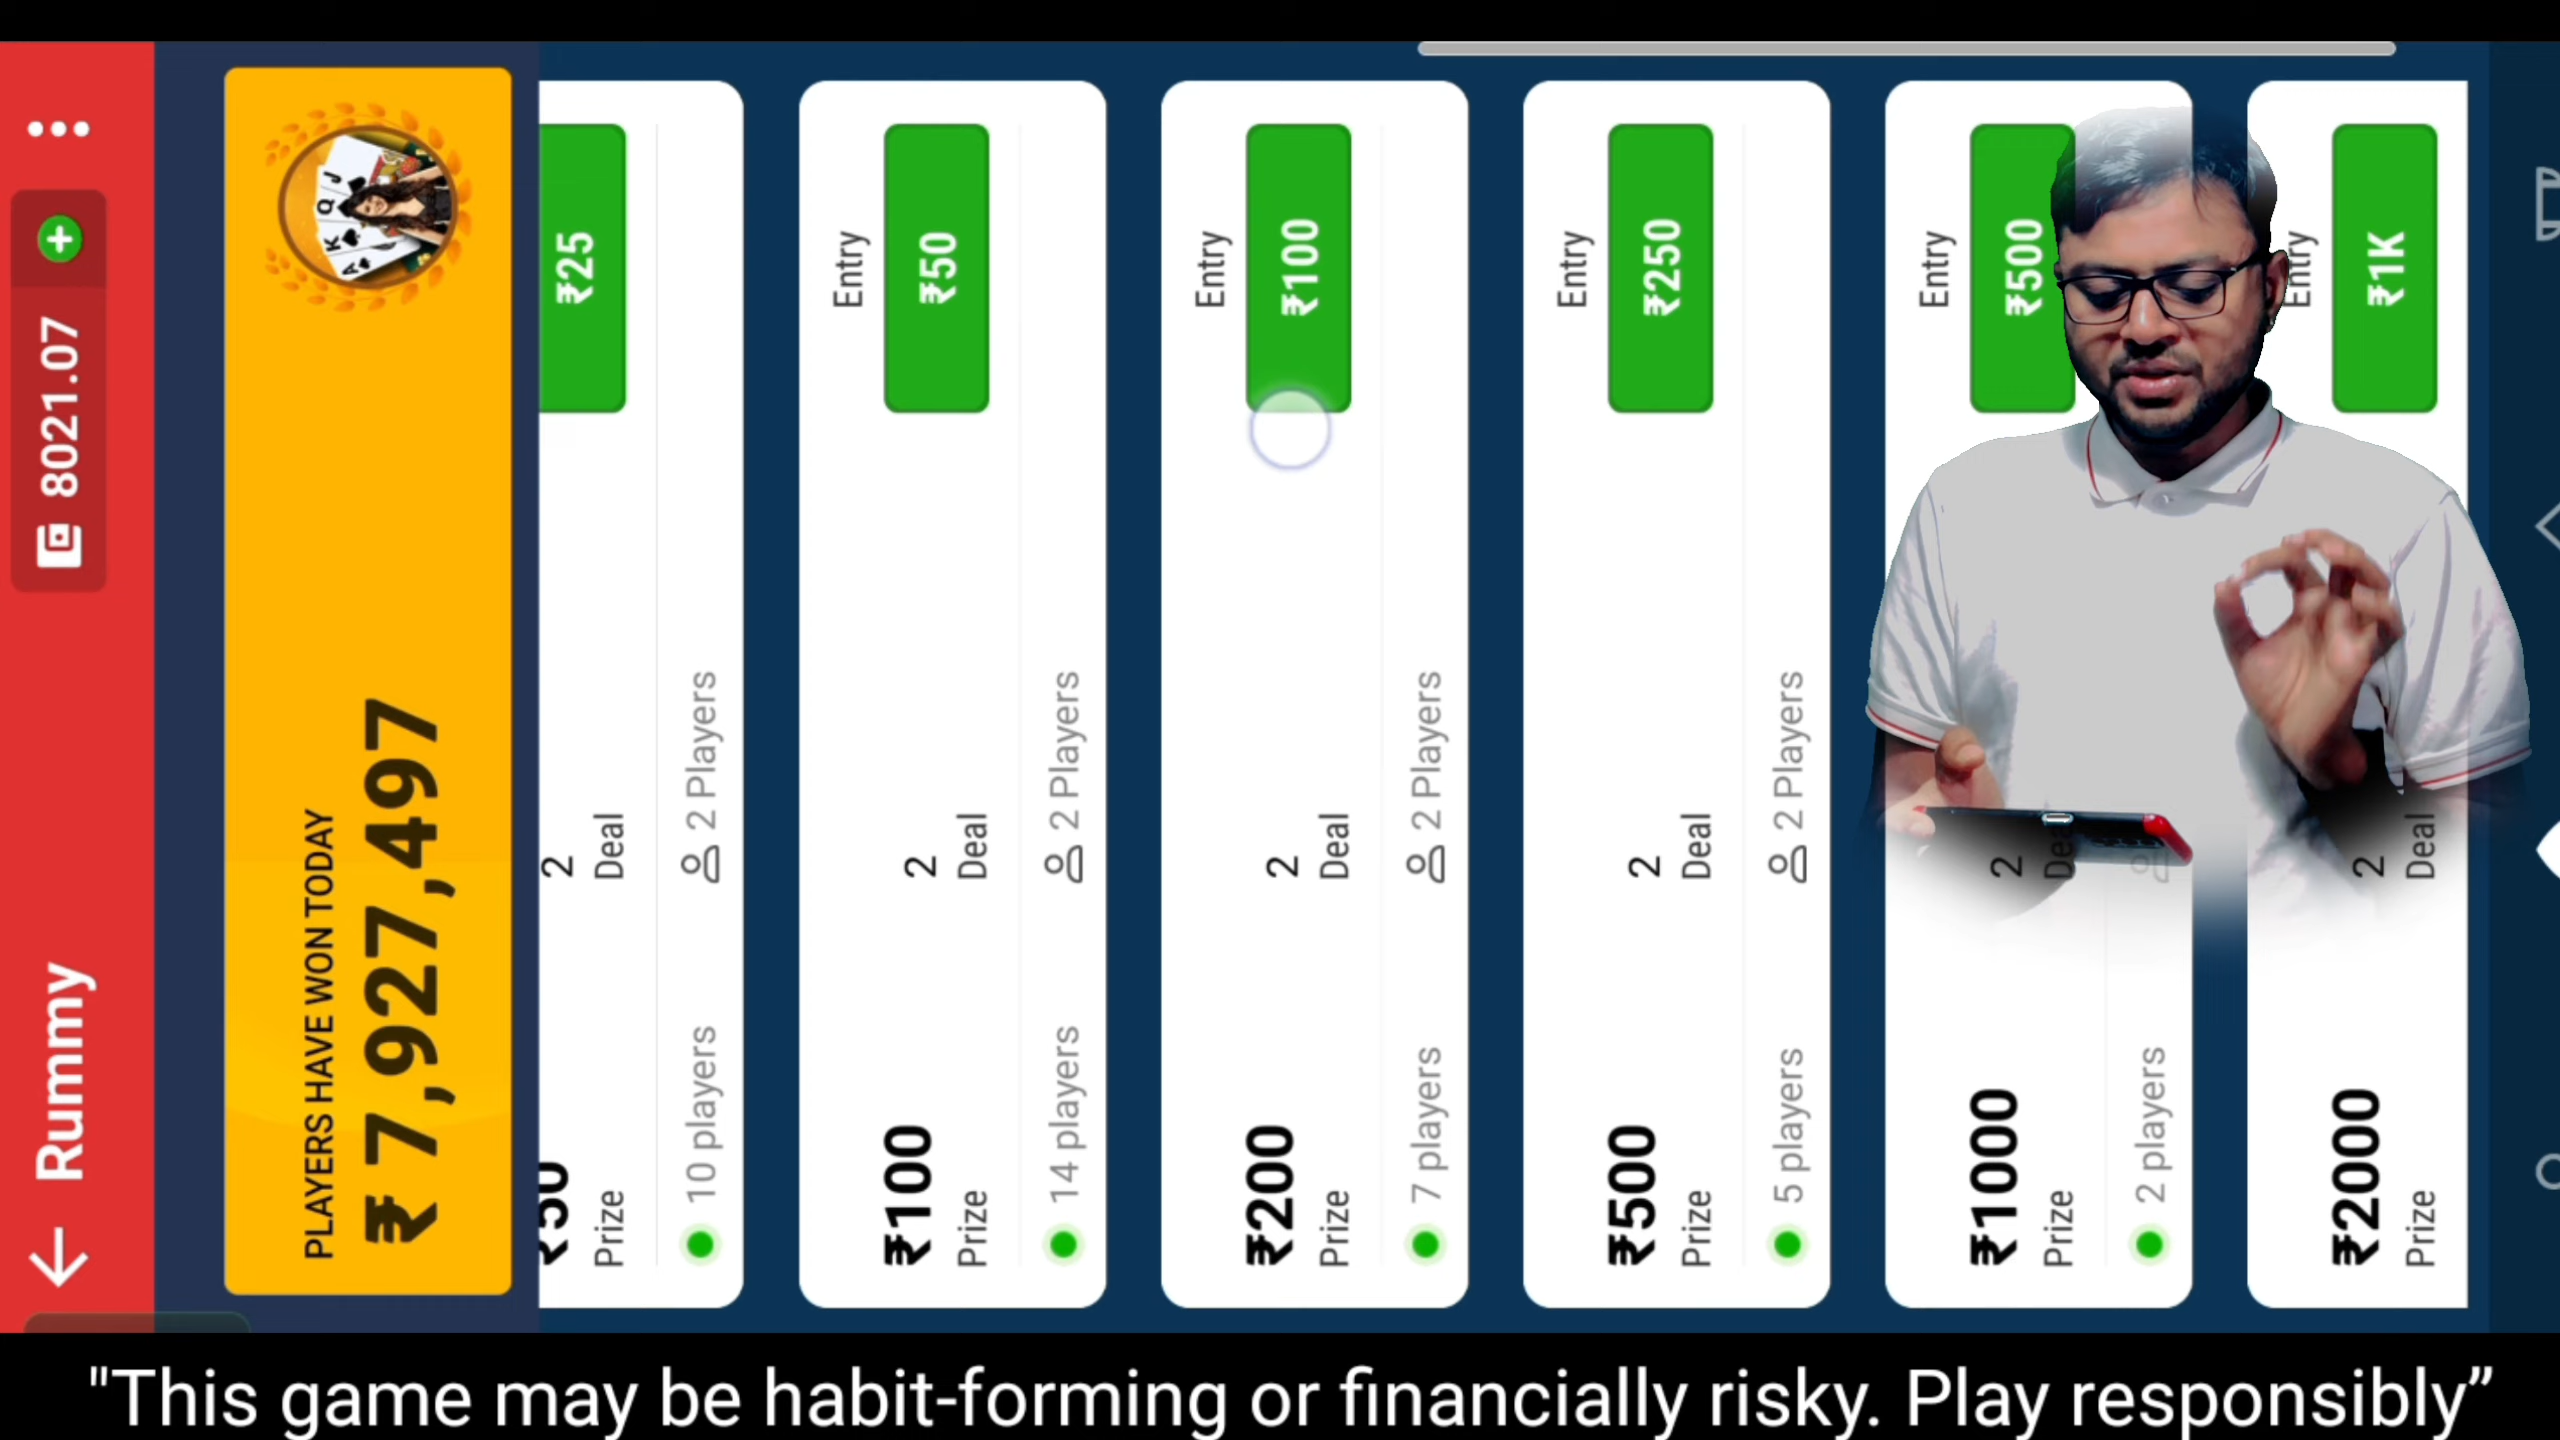 Rummy
8021.07
PLAYERS HAVE WON TODAY
₹ 7,927,497
₹50
2
₹25
Prize
Deal
10 players
2 Players
Entry
₹100
2
₹50
Prize
Deal
14 players
2 Players
Entry
₹200
2
₹100
Prize
Deal
7 players
2 Players
Entry
₹500
2
₹250
Prize
Deal
5 players
2 Players
Entry
₹1000
2
₹500
Prize
2 players
Entry
₹2000
2
₹1K
Prize
Deal
"This game may be habit-forming or financially risky. Play responsibly”